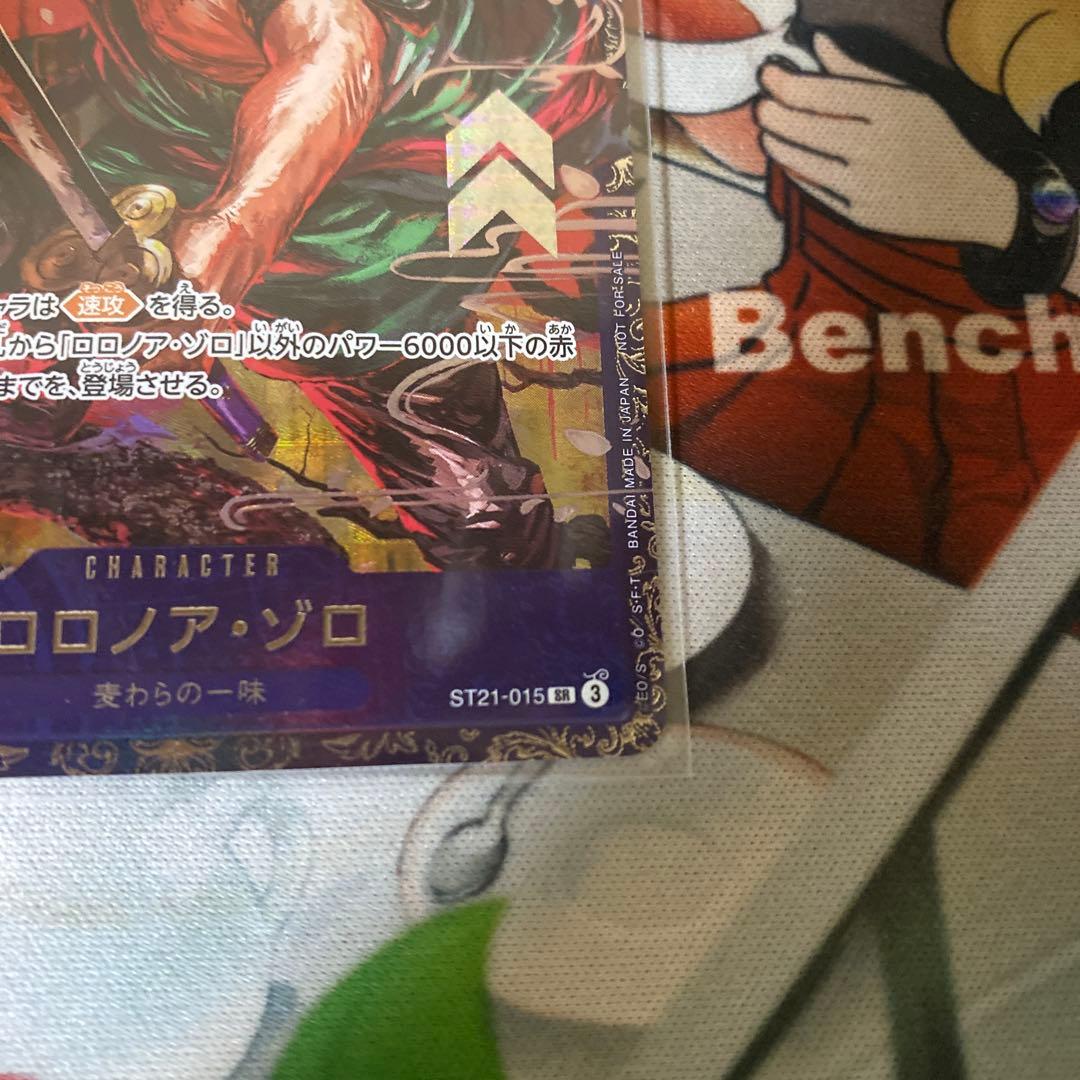 ャラは 速攻 を得る。
から「ロロノア・ゾロ」以外のパワー6000以下の赤
までを、登場させる。
CHARACTER
ロロノア・ゾロ
麦わらの一味
ST21-015 SR 3
EO/S ©O/S・F・T BANDAI MADE IN JAPAN NOT FOR SALE
Bench